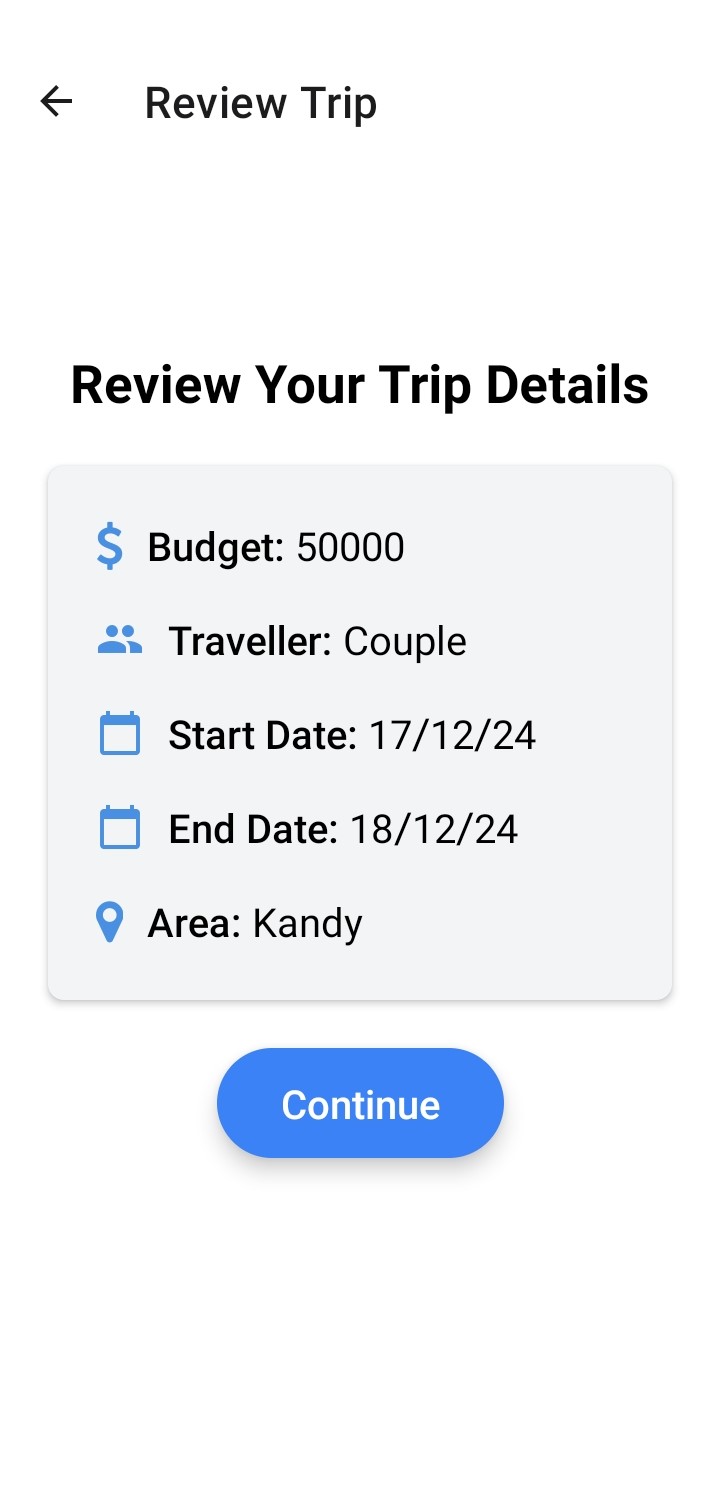 Review Trip
Review Your Trip Details
Budget: 50000
Traveller: Couple
Start Date: 17/12/24
End Date: 18/12/24
Area: Kandy
Continue